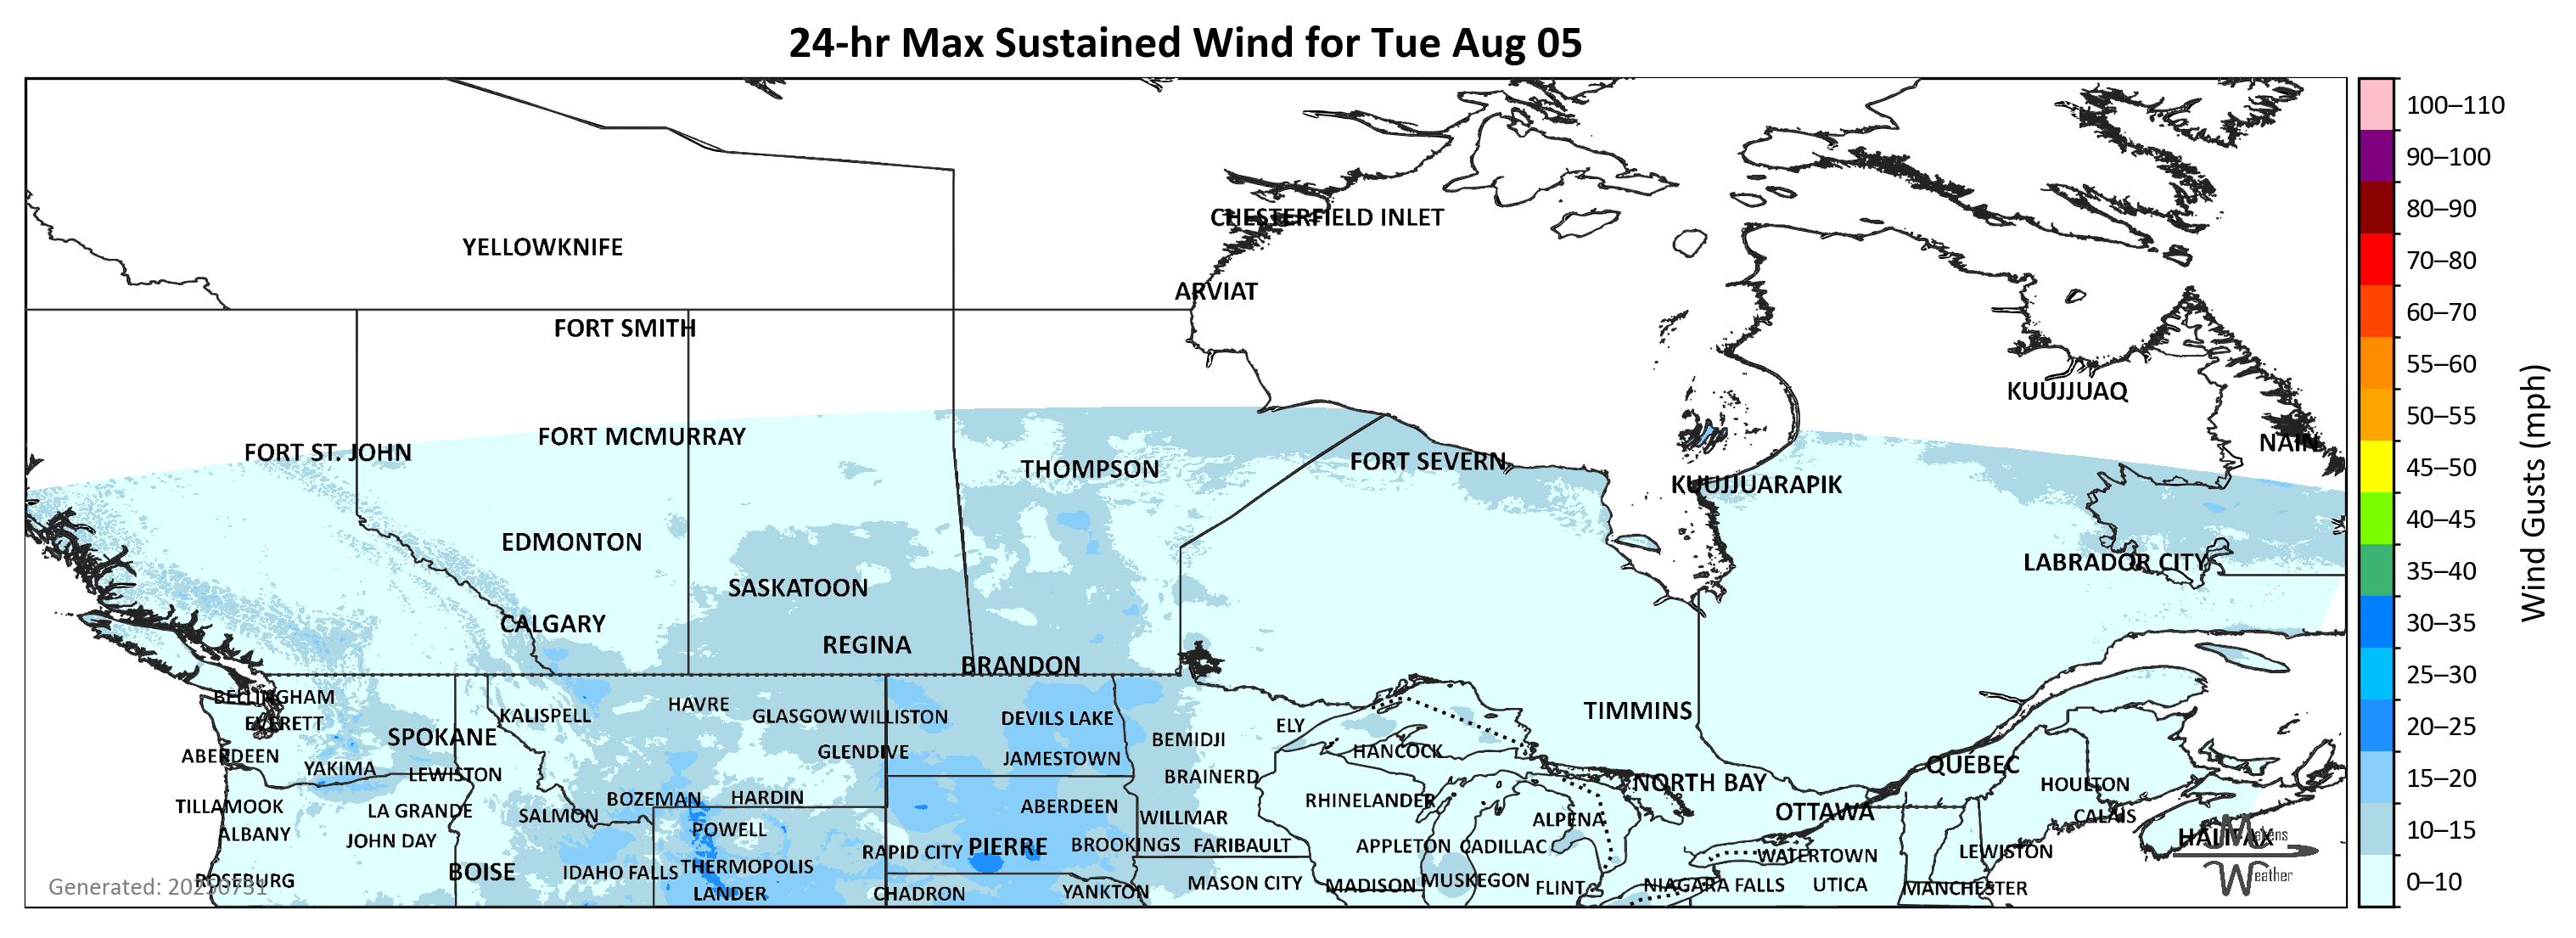 24-hr Max Sustained Wind for Tue Aug 05
100–110
90–100
80–90
70–80
60–70
55–60
50–55
45–50
40–45
35–40
30–35
25–30
20–25
15–20
10–15
0–10
Wind Gusts (mph)
CHESTERFIELD INLET
YELLOWKNIFE
ARVIAT
FORT SMITH
KUUJJUAQ
FORT MCMURRAY
NAIN
FORT ST. JOHN
FORT SEVERN
THOMPSON
KUUJJUARAPIK
EDMONTON
LABRADOR CITY
SASKATOON
CALGARY
REGINA
BRANDON
BELLINGHAM
HAVRE
TIMMINS
KALISPELL
GLASGOW
WILLISTON
DEVILS LAKE
EVERETT
ELY
SPOKANE
BEMIDJI
HANCOCK
GLENDIVE
ABERDEEN
JAMESTOWN
QUEBEC
YAKIMA
LEWISTON
BRAINERD
NORTH BAY
HOULTON
BOZEMAN
HARDIN
RHINELANDER
TILLAMOOK
ABERDEEN
LA GRANDE
OTTAWA
SALMON
WILLMAR
CALAIS
ALPENA
POWELL
ALBANY
HALIFAX
JOHN DAY
PIERRE
BROOKINGS
FARIBAULT
APPLETON
CADILLAC
RAPID CITY
LEWISTON
WATERTOWN
THERMOPOLIS
BOISE
IDAHO FALLS
ROSEBURG
MUSKEGON
MASON CITY
MADISON
NIAGARA FALLS
UTICA
FLINT
MANCHESTER
YANKTON
LANDER
CHADRON
Generated: 20250731
Weather